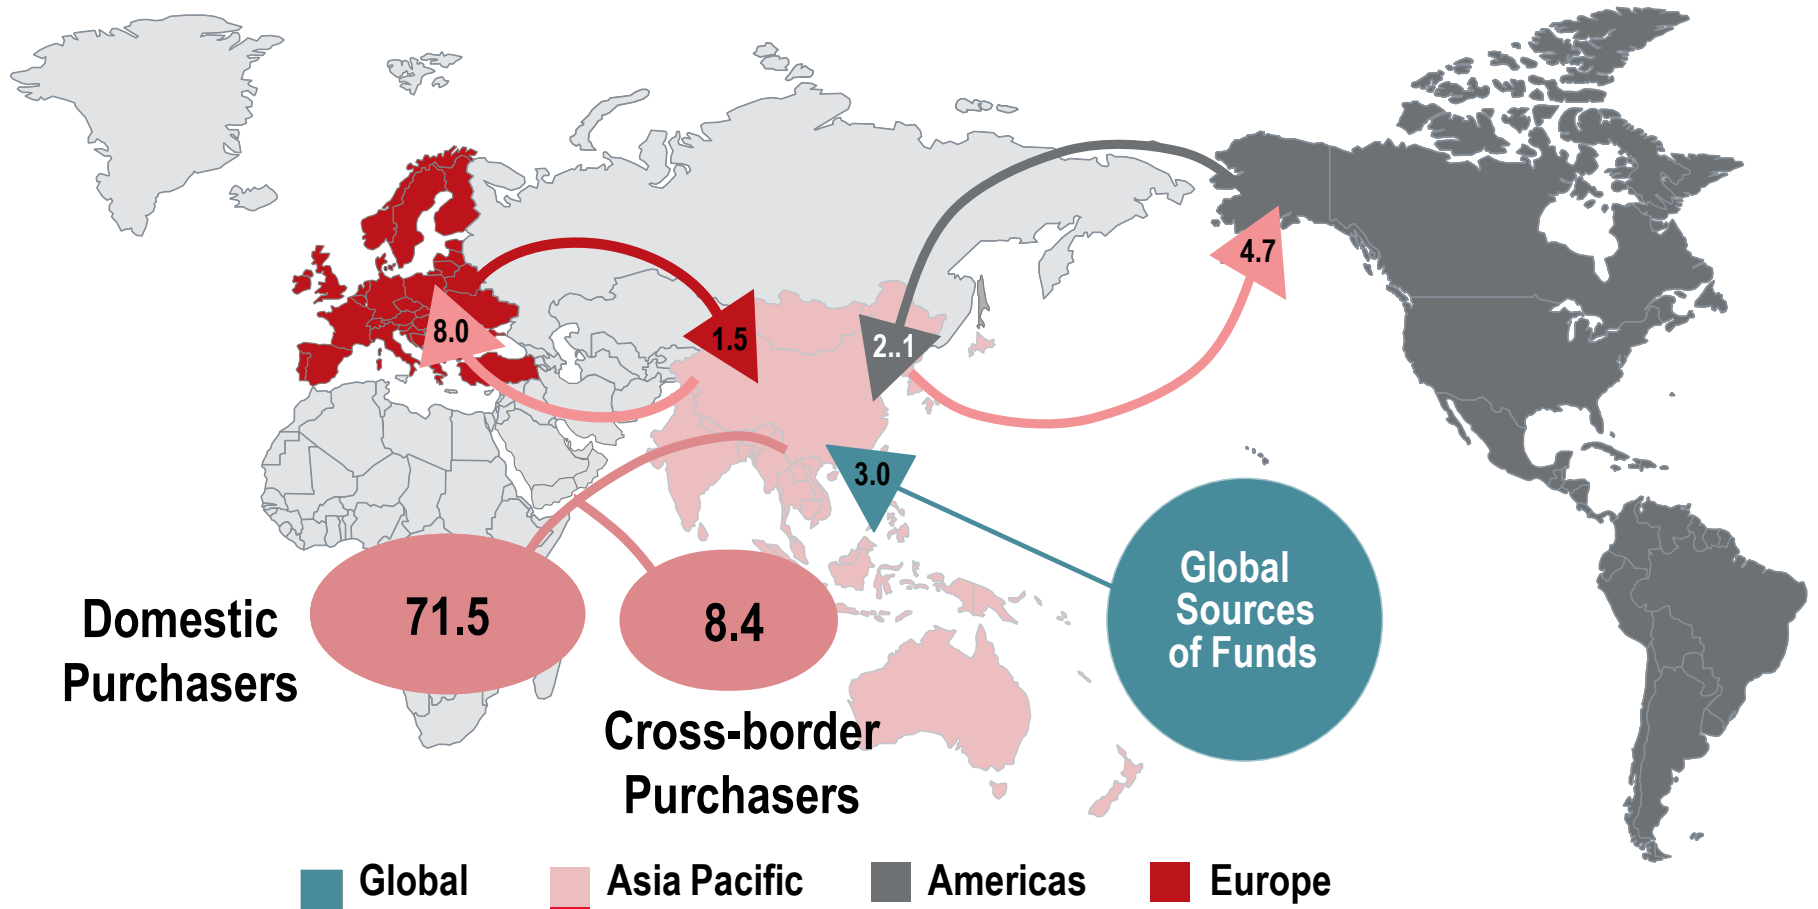 4.7
8.0
1.5
2..1
3.0
Global
Sources
of Funds
71.5
8.4
Domestic
Purchasers
Cross-border
Purchasers
Global
Asia Pacific
Americas
Europe